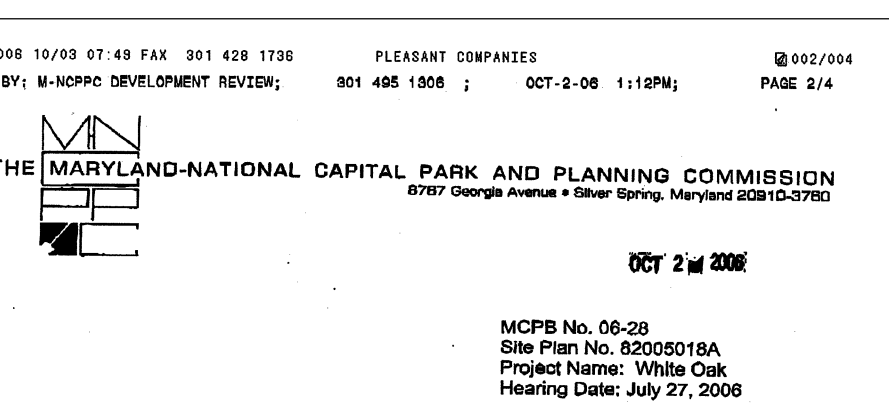 006 10/03 07:49 FAX 301 428 1736 PLEASANT COMPANIES 002/004
BY: M-NCPPC DEVELOPMENT REVIEW; 301 495 1306 ; OCT-2-06 1:12PM; PAGE 2/4
MN
THE MARYLAND-NATIONAL CAPITAL PARK AND PLANNING COMMISSION
8787 Georgia Avenue • Silver Spring, Maryland 20910-3760
PP
C
OCT 2 2006
MCPB No. 06-28
Site Plan No. 82005018A
Project Name: White Oak
Hearing Date: July 27, 2006